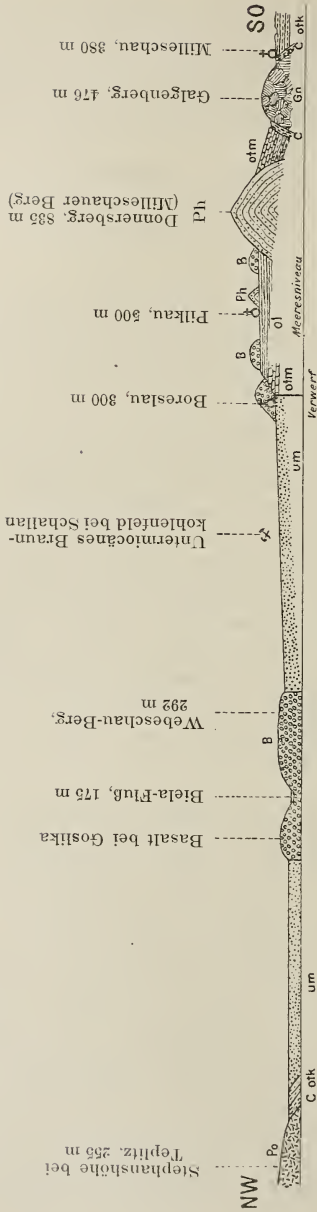 NW
SO
Stephanshöhe bei
Teplitz. 255 m
Basalt bei Goslika
Biela-Fluß, 175 m
Webeschau-Berg,
292 m
Untermiocänes Braun-
kohlenfeld bei Schallan
Boreslau, 300 m
Pilkau, 500 m
Donnersberg, 835 m
(Milleschauer Berg)
Galgenberg, 476 m
Milleschau, 380 m
Po
B
B
B
Ph
B
Ph
otm
C otk
um
um
otm
ol
C
Gn
C otk
Verwerf
Meeresniveau